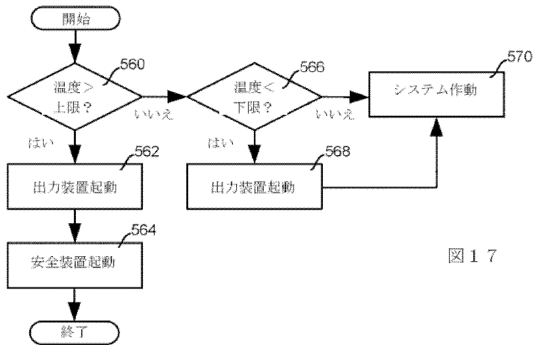 開始
560
温度＞
上限？
566
温度＜
下限？
570
システム作動
いいえ
いいえ
はい
562
出力装置起動
はい
568
出力装置起動
564
安全装置起動
図１７
終了